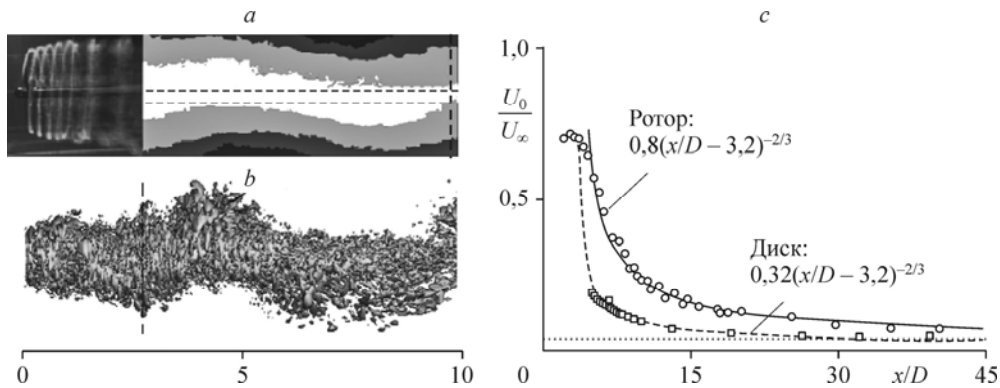 a
b
0
5
10
c
1,0
U₀/U∞
0,5
Ротор:
0,8(x/D – 3,2)^–2/3
Диск:
0,32(x/D – 3,2)^–2/3
0
15
30
x/D
45